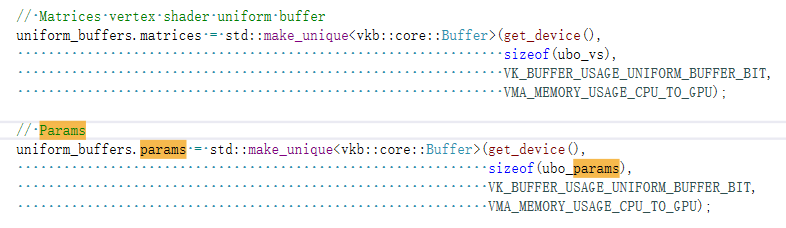 // Matrices vertex shader uniform buffer
uniform_buffers.matrices = std::make_unique<vkb::core::Buffer>(get_device(),
sizeof(ubo_vs),
VK_BUFFER_USAGE_UNIFORM_BUFFER_BIT,
VMA_MEMORY_USAGE_CPU_TO_GPU);
// Params
uniform_buffers.params = std::make_unique<vkb::core::Buffer>(get_device(),
sizeof(ubo_params),
VK_BUFFER_USAGE_UNIFORM_BUFFER_BIT,
VMA_MEMORY_USAGE_CPU_TO_GPU);